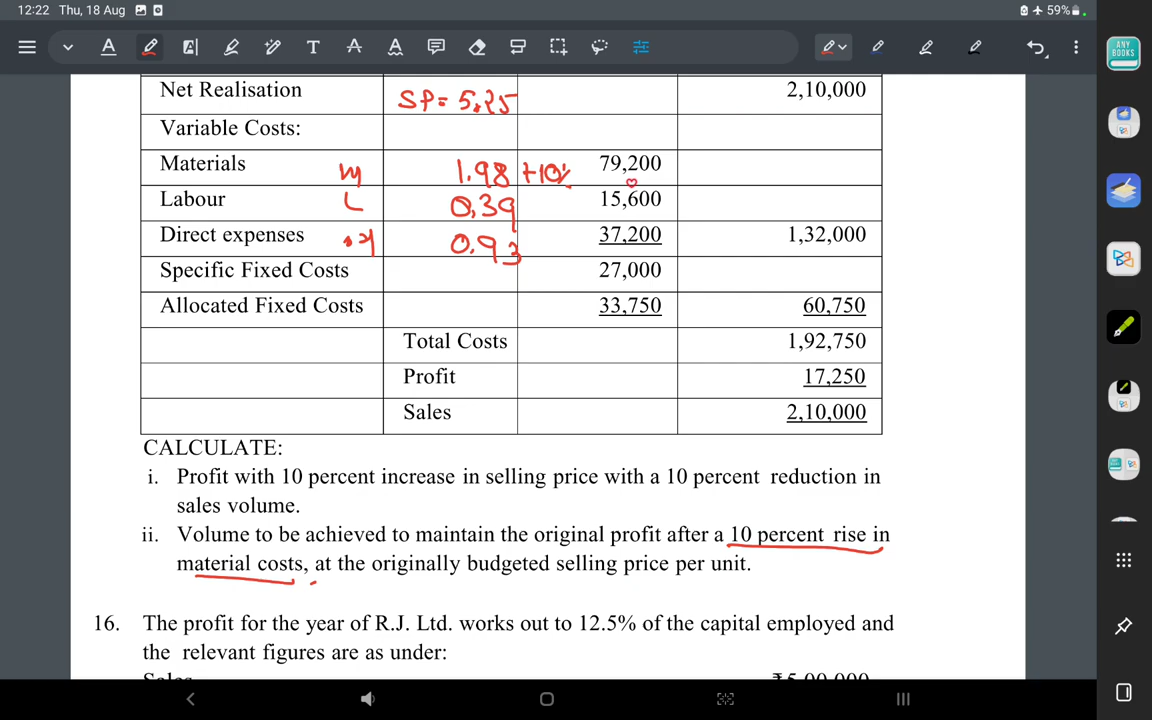 12:22 Thu, 18 Aug 59%
Net Realisation SP = 5.25 2,10,000
Variable Costs:
Materials M 1.98 +10% 79,200
Labour L 0.39 15,600
Direct expenses 0.93 37,200 1,32,000
Specific Fixed Costs 27,000
Allocated Fixed Costs 33,750 60,750
Total Costs 1,92,750
Profit 17,250
Sales 2,10,000
CALCULATE:
i. Profit with 10 percent increase in selling price with a 10 percent reduction in
sales volume.
ii. Volume to be achieved to maintain the original profit after a 10 percent rise in
material costs, at the originally budgeted selling price per unit.
16. The profit for the year of R.J. Ltd. works out to 12.5% of the capital employed and
the relevant figures are as under:
Sales ₹5,00,000
ANY
BOOKS